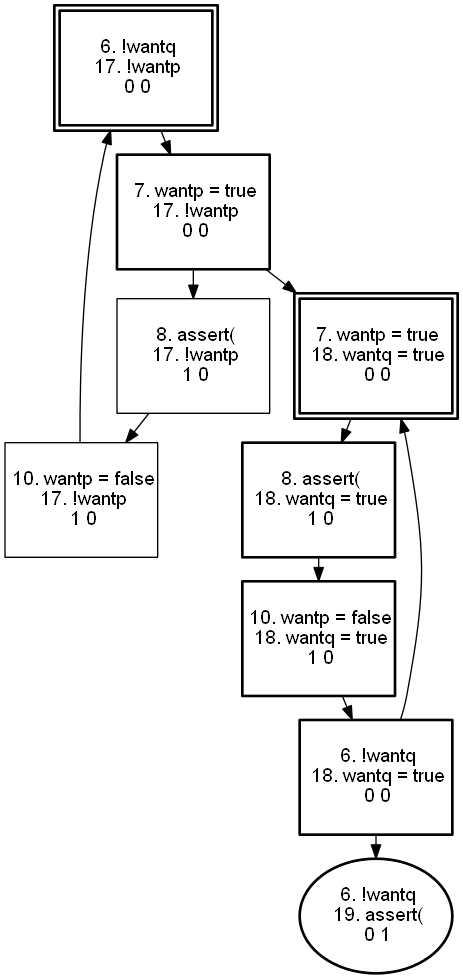 6. !wantq
17. !wantp
0 0
7. wantp = true
17. !wantp
0 0
8. assert(
17. !wantp
1 0
7. wantp = true
18. wantq = true
0 0
10. wantp = false
17. !wantp
1 0
8. assert(
18. wantq = true
1 0
10. wantp = false
18. wantq = true
1 0
6. !wantq
18. wantq = true
0 0
6. !wantq
19. assert(
0 1